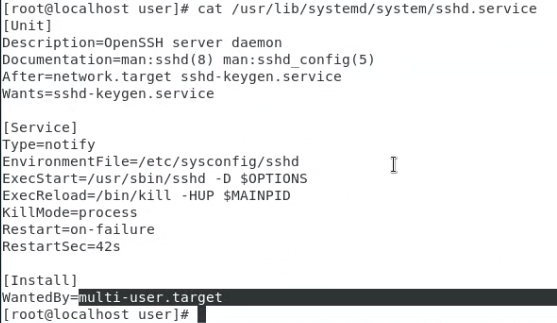 [root@localhost user]# cat /usr/lib/systemd/system/sshd.service
[Unit]
Description=OpenSSH server daemon
Documentation=man:sshd(8) man:sshd_config(5)
After=network.target sshd-keygen.service
Wants=sshd-keygen.service
[Service]
Type=notify
EnvironmentFile=/etc/sysconfig/sshd
ExecStart=/usr/sbin/sshd -D $OPTIONS
ExecReload=/bin/kill -HUP $MAINPID
KillMode=process
Restart=on-failure
RestartSec=42s
[Install]
WantedBy=multi-user.target
[root@localhost user]#